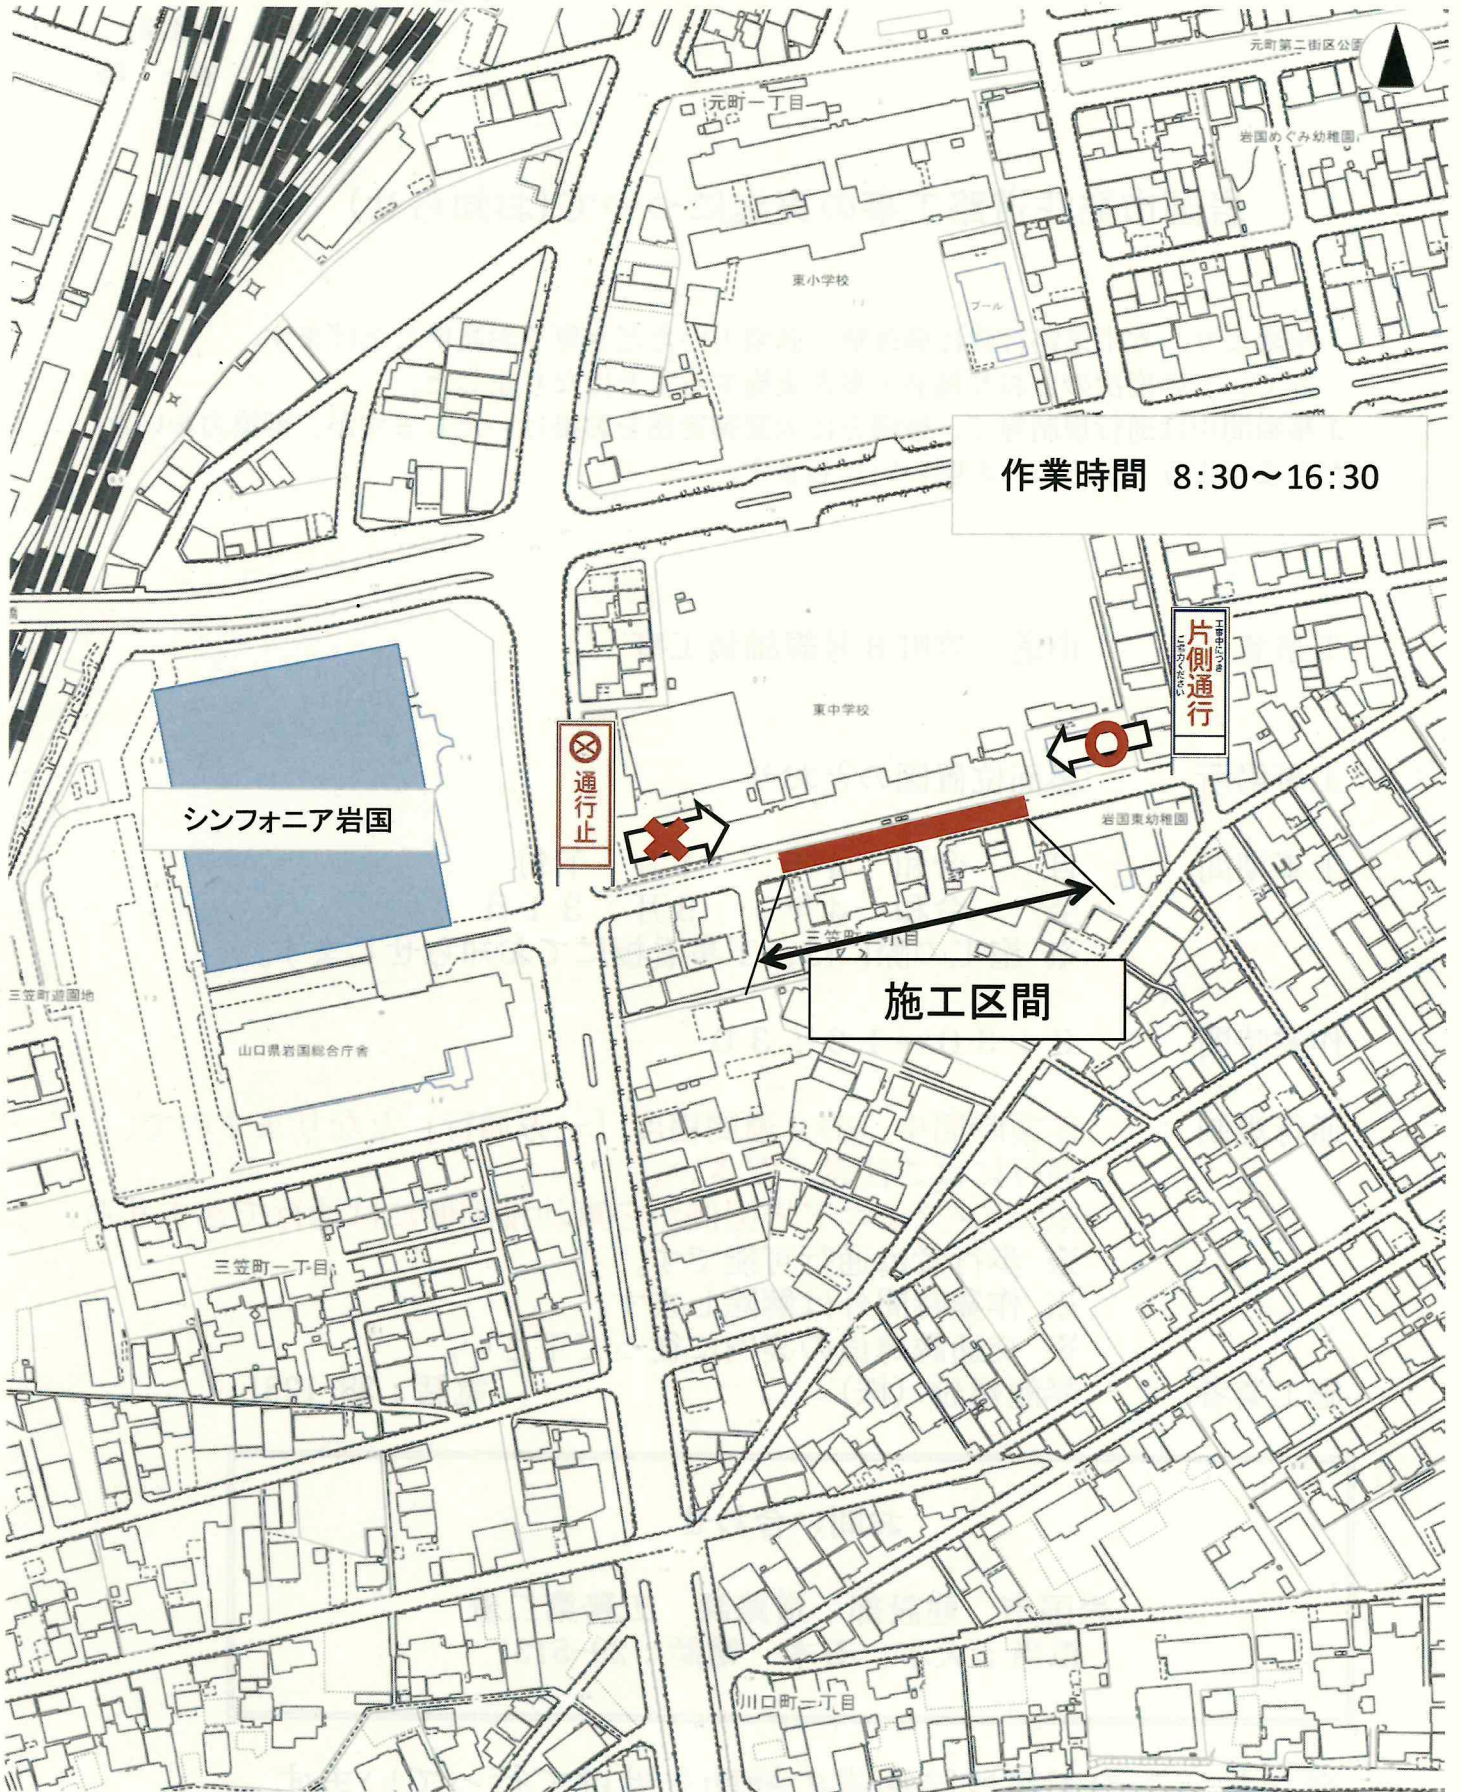 元町第二街区公園
元町一丁目
岩国めぐみ幼稚園
東小学校
プール
作業時間 8:30～16:30
工事中につき
片側通行
ご協力ください
東中学校
通行止
シンフォニア岩国
岩国東幼稚園
三笠町二丁目
施工区間
三笠町遊園地
山口県岩国総合庁舎
三笠町一丁目
川口町一丁目